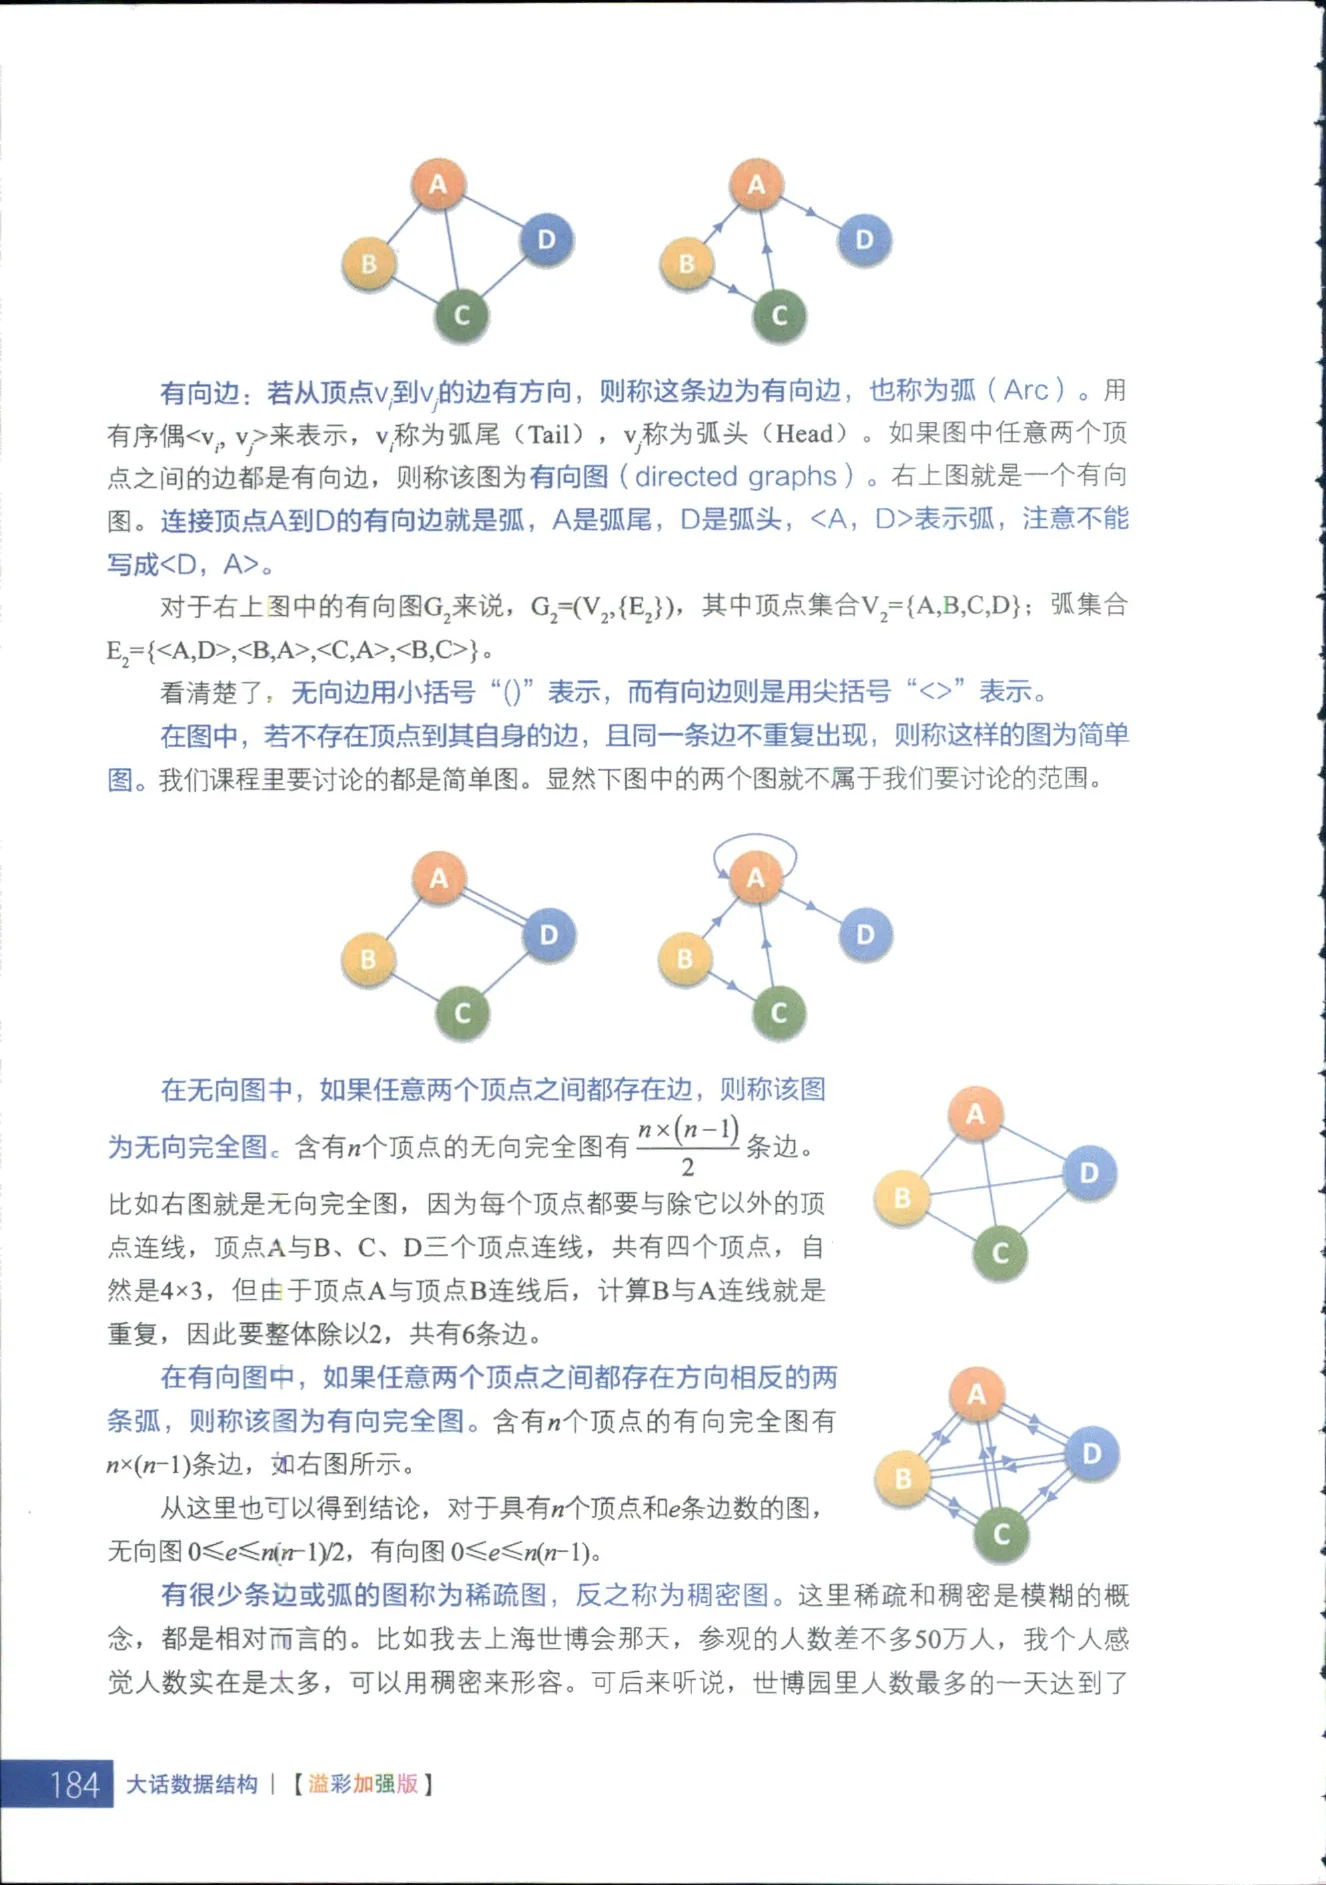 A
B
C
D
A
B
C
D
有向边：若从顶点vi到vj的边有方向，则称这条边为有向边，也称为弧（Arc）。用
有序偶<vi, vj>来表示，vi称为弧尾（Tail），vj称为弧头（Head）。如果图中任意两个顶
点之间的边都是有向边，则称该图为有向图（directed graphs）。右上图就是一个有向
图。连接顶点A到D的有向边就是弧，A是弧尾，D是弧头，<A，D>表示弧，注意不能
写成<D，A>。
对于右上图中的有向图G2来说，G2=(V2,{E2})，其中顶点集合V2={A,B,C,D}；弧集合
E2={<A,D>,<B,A>,<C,A>,<B,C>}。
看清楚了，无向边用小括号“()”表示，而有向边则是用尖括号“<>”表示。
在图中，若不存在顶点到其自身的边，且同一条边不重复出现，则称这样的图为简单
图。我们课程里要讨论的都是简单图。显然下图中的两个图就不属于我们要讨论的范围。
A
B
C
D
A
B
C
D
在无向图中，如果任意两个顶点之间都存在边，则称该图
为无向完全图。含有n个顶点的无向完全图有 n×(n−1)/2 条边。
比如右图就是无向完全图，因为每个顶点都要与除它以外的顶
点连线，顶点A与B、C、D三个顶点连线，共有四个顶点，自
然是4×3，但由于顶点A与顶点B连线后，计算B与A连线就是
重复，因此要整体除以2，共有6条边。
A
B
C
D
在有向图中，如果任意两个顶点之间都存在方向相反的两
条弧，则称该图为有向完全图。含有n个顶点的有向完全图有
n×(n−1)条边，如右图所示。
从这里也可以得到结论，对于具有n个顶点和e条边数的图，
无向图 0≤e≤n(n−1)/2，有向图 0≤e≤n(n−1)。
A
B
C
D
有很少条边或弧的图称为稀疏图，反之称为稠密图。这里稀疏和稠密是模糊的概
念，都是相对而言的。比如我去上海世博会那天，参观的人数差不多50万人，我个人感
觉人数实在是太多，可以用稠密来形容。可后来听说，世博园里人数最多的一天达到了
184 大话数据结构 | 【溢彩加强版】